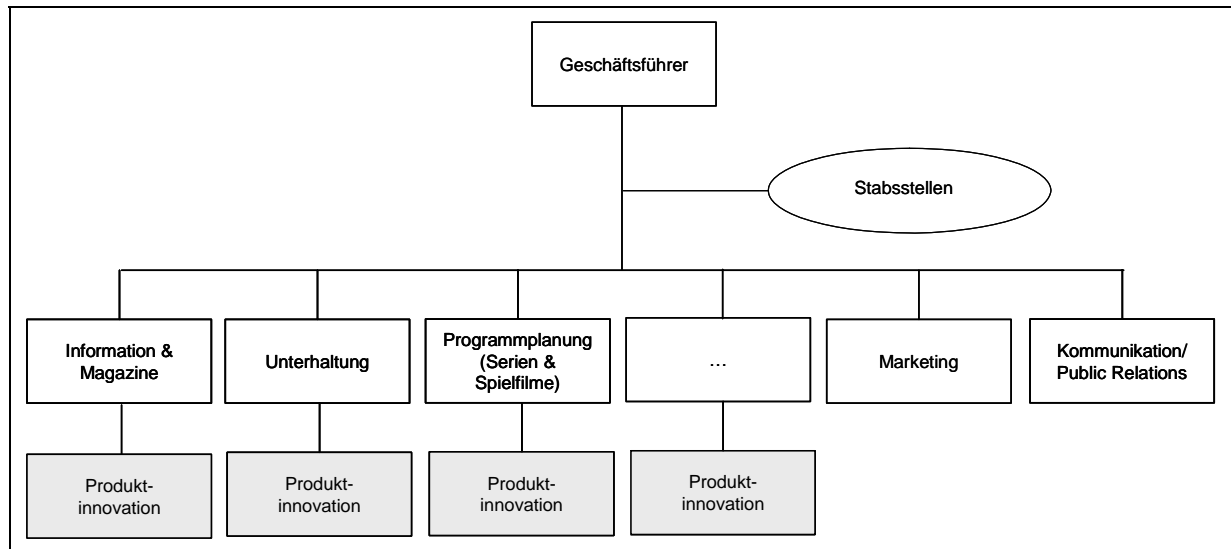 Geschäftsführer
Stabsstellen
Information &
Magazine
Unterhaltung
Programmplanung
(Serien &
Spielfilme)
...
Marketing
Kommunikation/
Public Relations
Produkt-
innovation
Produkt-
innovation
Produkt-
innovation
Produkt-
innovation